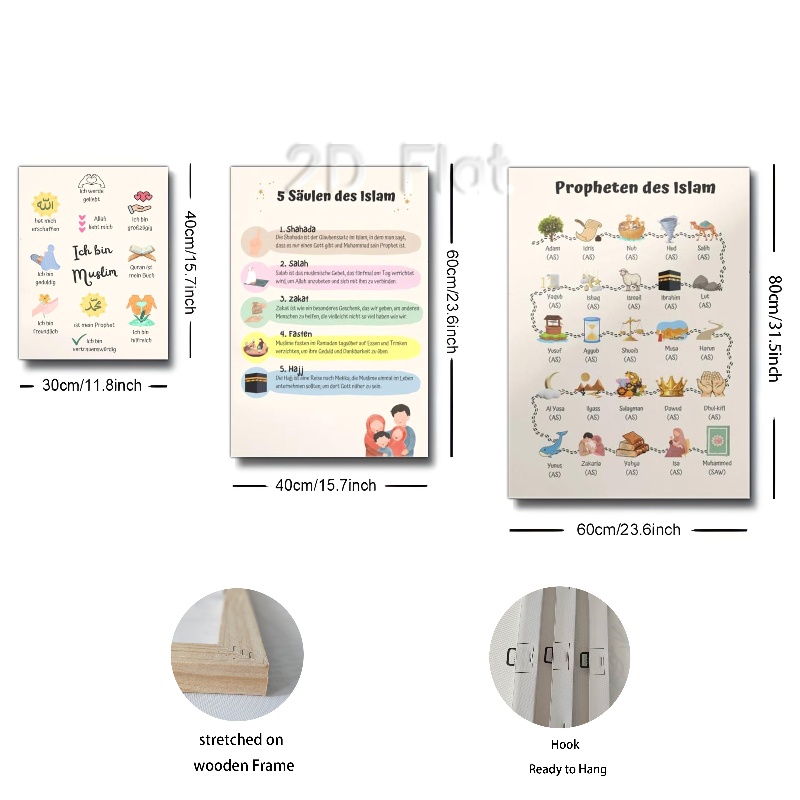 2D Flat
Ich werde
geliebt
الله
hat mich
erschaffen
Allah
liebt mich
Ich bin
großzügig
Ich bin
geduldig
Ich bin
Muslim
Quran ist
mein Buch
Ich bin
freundlich
محمد
ist mein Prophet
Ich bin
hilfreich
Ich bin
vertrauenswürdig
40cm/15.7inch
30cm/11.8inch
5 Säulen des Islam
1. Shahada
Die Shahada ist der Glaubenssatz im Islam, in dem man sagt,
dass es nur einen Gott gibt und Muhammad sein Prophet ist.
2. Salah
Salah ist das muslimische Gebet, das fünfmal am Tag verrichtet
wird, um Allah anzubeten und sich mit ihm zu verbinden.
3. Zakat
Zakat ist wie ein besonderes Geschenk, das wir geben, um anderen
Menschen zu helfen, die vielleicht nicht so viel haben wie wir.
4. Fasten
Muslime fasten im Ramadan tagsüber auf Essen und Trinken
verzichten, um ihre Geduld und Dankbarkeit zu üben.
5. Hajj
Die Hajj ist eine Reise nach Mekka, die Muslime einmal im Leben
unternehmen sollten, um dort Gott näher zu sein.
60cm/23.6inch
40cm/15.7inch
Propheten des Islam
Adam Idris Nuh Hud Salih
(AS) (AS) (AS) (AS) (AS)
Yaqub Ishaq Ismail Ibrahim Lut
(AS) (AS) (AS) (AS) (AS)
Yusuf Ayyub Shueib Musa Harun
(AS) (AS) (AS) (AS) (AS)
Al Yusa Ilyass Sulayman Dawud Dhul-kifl
(AS) (AS) (AS) (AS) (AS)
Yunus Zakaria Yahya Isa Mohammed
(AS) (AS) (AS) (AS) (SAW)
80cm/31.5inch
60cm/23.6inch
stretched on
wooden Frame
Hook
Ready to Hang